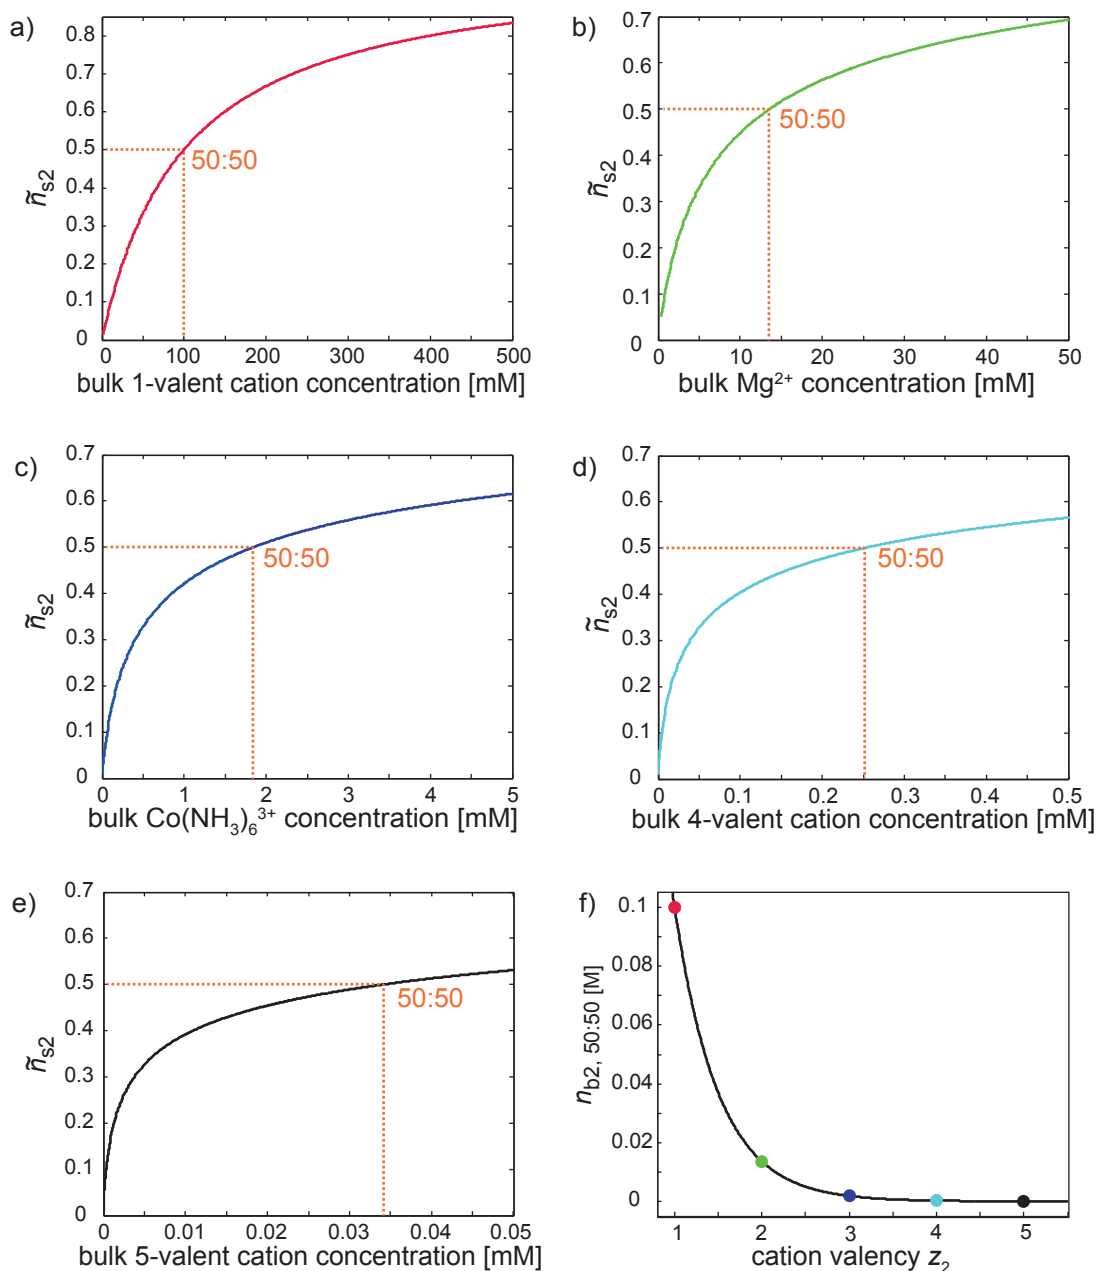 a)
0.8
0.7
0.6
0.5
0.4
0.3
0.2
0.1
0
ñs2
50:50
0 100 200 300 400 500
bulk 1-valent cation concentration [mM]
b)
0.7
0.6
0.5
0.4
0.3
0.2
0.1
0
ñs2
50:50
0 10 20 30 40 50
bulk Mg²⁺ concentration [mM]
c)
0.7
0.6
0.5
0.4
0.3
0.2
0.1
0
ñs2
50:50
0 1 2 3 4 5
bulk Co(NH₃)₆³⁺ concentration [mM]
d)
0.7
0.6
0.5
0.4
0.3
0.2
0.1
0
ñs2
50:50
0 0.1 0.2 0.3 0.4 0.5
bulk 4-valent cation concentration [mM]
e)
0.7
0.6
0.5
0.4
0.3
0.2
0.1
0
ñs2
50:50
0 0.01 0.02 0.03 0.04 0.05
bulk 5-valent cation concentration [mM]
f)
0.1
0.08
0.06
0.04
0.02
0
nb2, 50:50 [M]
1 2 3 4 5
cation valency z₂